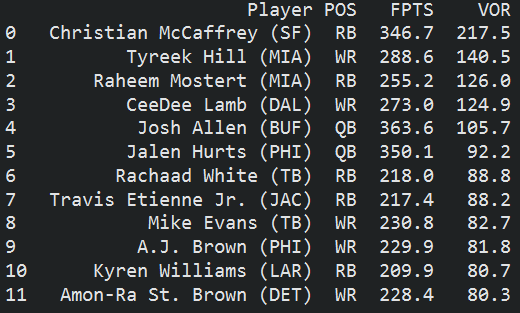 Player POS FPTS VOR
0 Christian McCaffrey (SF) RB 346.7 217.5
1 Tyreek Hill (MIA) WR 288.6 140.5
2 Raheem Mostert (MIA) RB 255.2 126.0
3 CeeDee Lamb (DAL) WR 273.0 124.9
4 Josh Allen (BUF) QB 363.6 105.7
5 Jalen Hurts (PHI) QB 350.1 92.2
6 Rachaad White (TB) RB 218.0 88.8
7 Travis Etienne Jr. (JAC) RB 217.4 88.2
8 Mike Evans (TB) WR 230.8 82.7
9 A.J. Brown (PHI) WR 229.9 81.8
10 Kyren Williams (LAR) RB 209.9 80.7
11 Amon-Ra St. Brown (DET) WR 228.4 80.3